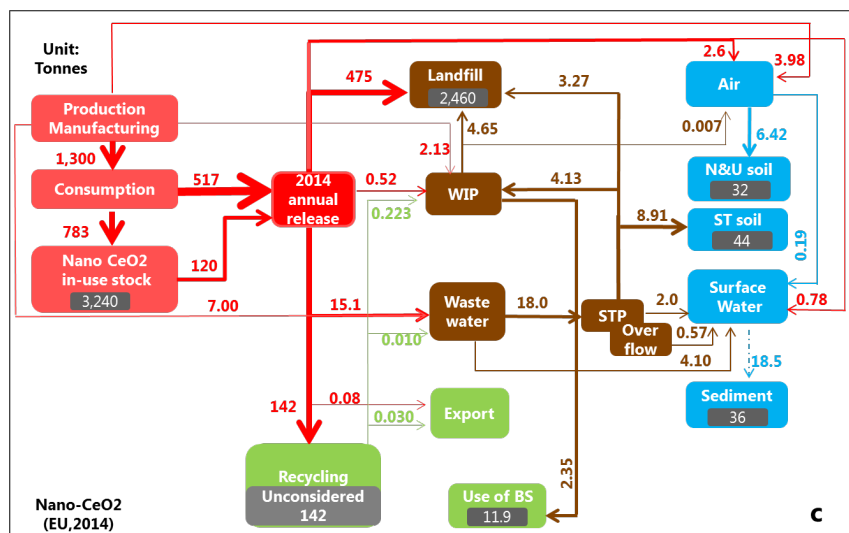 Unit:
Tonnes
2.6
3.98
475
Landfill
2,460
3.27
Air
Production
Manufacturing
4.65
0.007
6.42
2.13
1,300
Consumption
517
2014
annual
release
0.52
WIP
4.13
N&U soil
32
0.223
8.91
ST soil
44
783
0.19
Nano CeO2
in-use stock
3,240
120
7.00
15.1
Waste
water
18.0
STP
Over
flow
2.0
Surface
Water
0.78
0.57
0.010
4.10
18.5
142
0.08
0.030
Export
Sediment
36
Recycling
Unconsidered
142
2.35
Use of BS
11.9
Nano-CeO2
(EU,2014)
c